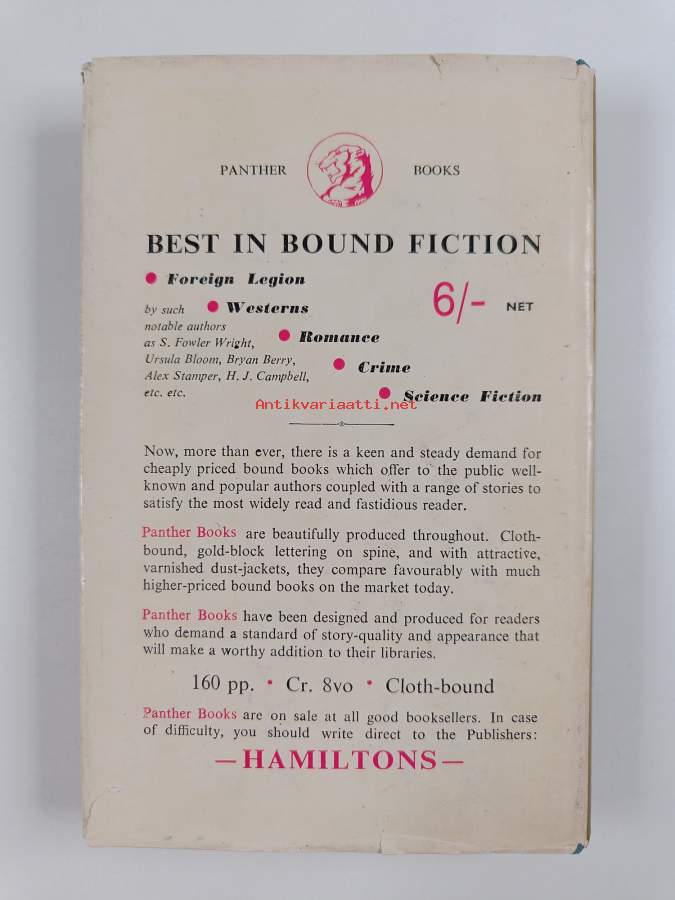 PANTHER BOOKS
BEST IN BOUND FICTION
● Foreign Legion
6/- NET
by such ● Westerns
notable authors
as S. Fowler Wright, ● Romance
Ursula Bloom, Bryan Berry,
● Crime
Alex Stamper, H. J. Campbell,
etc. etc. ● Science Fiction
Antikvariaatti.net
Now, more than ever, there is a keen and steady demand for
cheaply priced bound books which offer to the public well-
known and popular authors coupled with a range of stories to
satisfy the most widely read and fastidious reader.
Panther Books are beautifully produced throughout. Cloth-
bound, gold-block lettering on spine, and with attractive,
varnished dust-jackets, they compare favourably with much
higher-priced bound books on the market today.
Panther Books have been designed and produced for readers
who demand a standard of story-quality and appearance that
will make a worthy addition to their libraries.
160 pp. • Cr. 8vo • Cloth-bound
Panther Books are on sale at all good booksellers. In case
of difficulty, you should write direct to the Publishers:
—HAMILTONS—